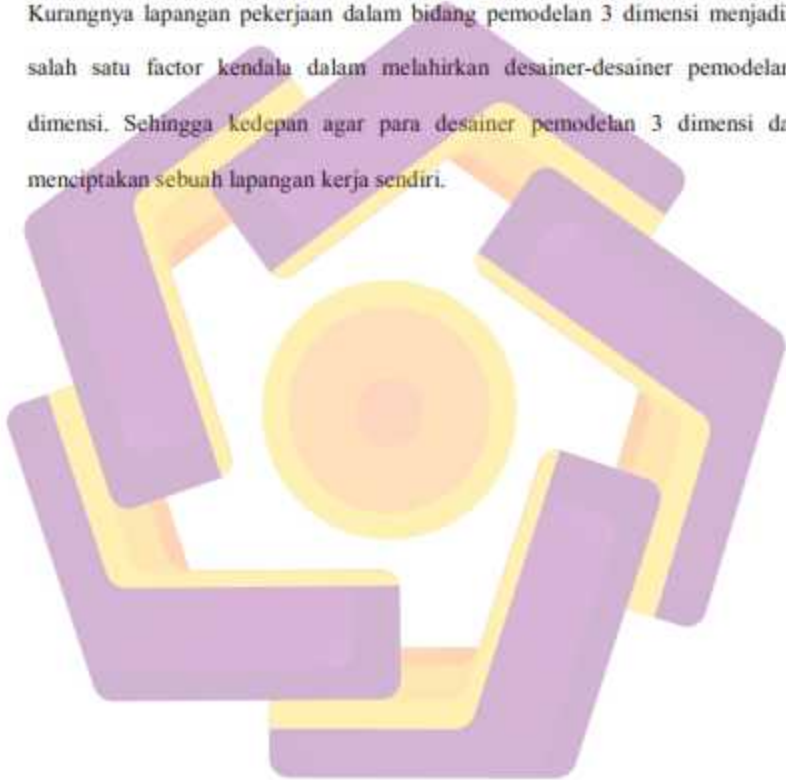 Kurangnya lapangan pekerjaan dalam bidang pemodelan 3 dimensi menjadi
salah satu factor kendala dalam melahirkan desainer-desainer pemodelan
dimensi. Sehingga kedepan agar para desainer pemodelan 3 dimensi da
menciptakan sebuah lapangan kerja sendiri.